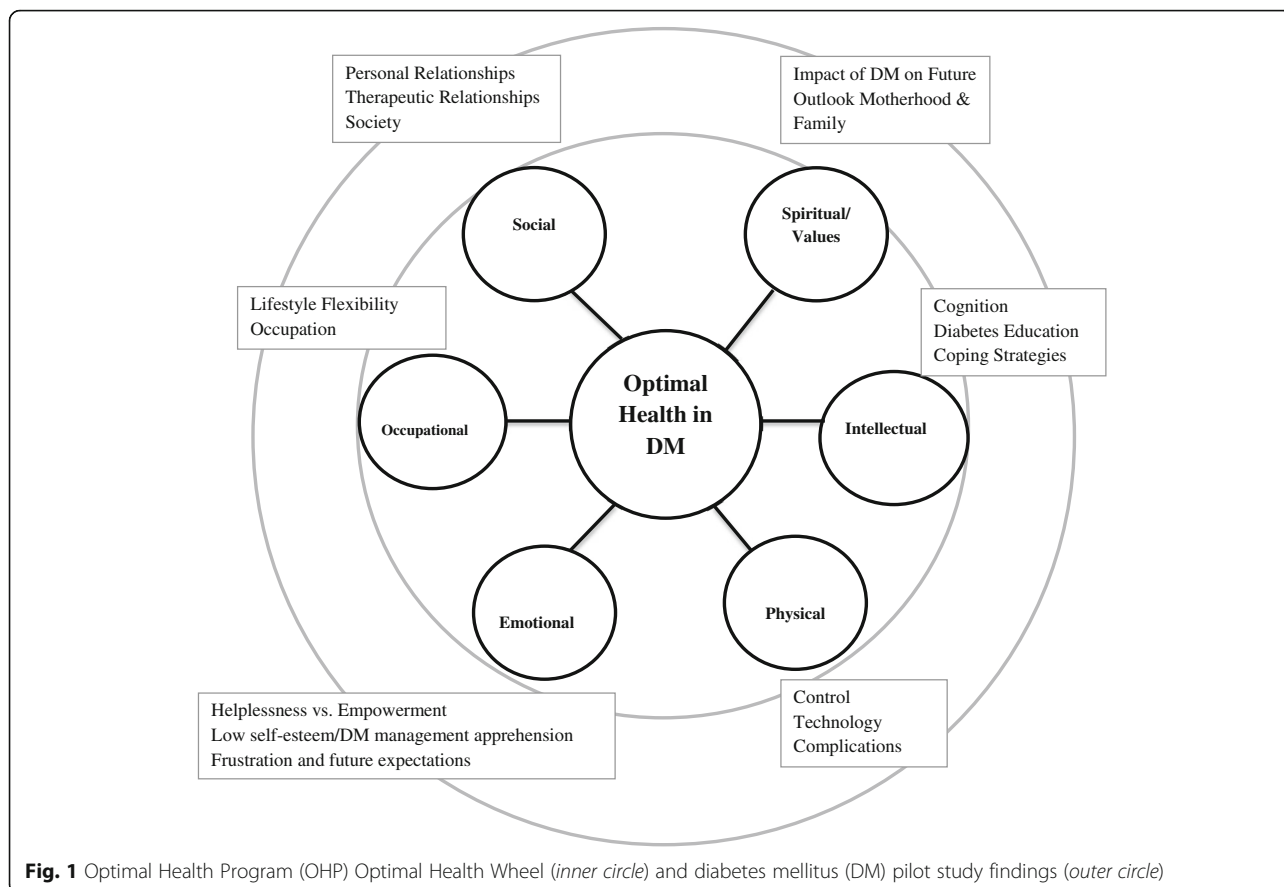 Personal Relationships
Therapeutic Relationships
Society
Impact of DM on Future
Outlook Motherhood &
Family
Social
Spiritual/
Values
Lifestyle Flexibility
Occupation
Cognition
Diabetes Education
Coping Strategies
Optimal
Health in
DM
Occupational
Intellectual
Emotional
Physical
Helplessness vs. Empowerment
Low self-esteem/DM management apprehension
Frustration and future expectations
Control
Technology
Complications
Fig. 1 Optimal Health Program (OHP) Optimal Health Wheel (inner circle) and diabetes mellitus (DM) pilot study findings (outer circle)